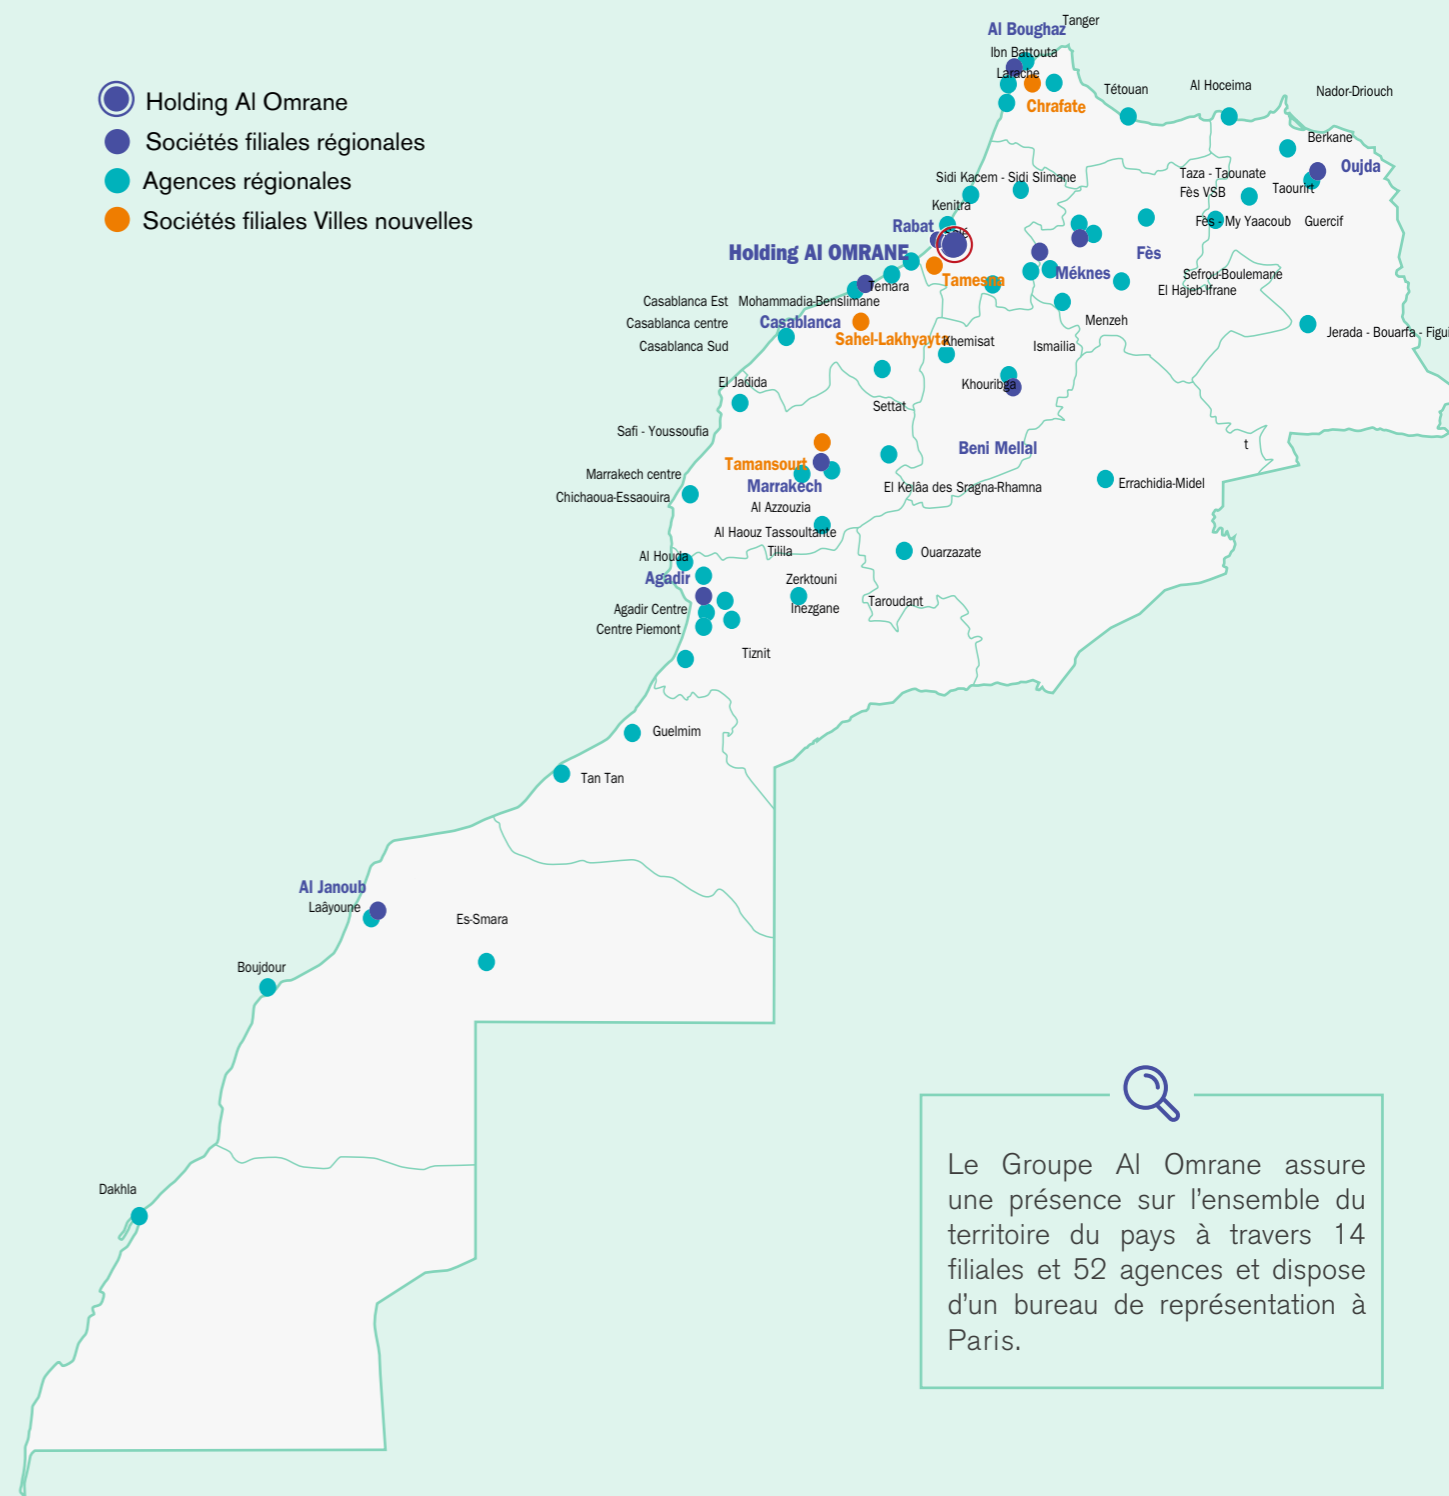 Holding Al Omrane
Sociétés filiales régionales
Agences régionales
Sociétés filiales Villes nouvelles
Tanger
Al Boughaz
Ibn Battouta
Larache
Chrafate
Tétouan
Al Hoceima
Nador-Driouch
Berkane
Oujda
Taza - Taounate
Fès VSB
Taourirt
Fès - My Yaacoub
Guercif
Sidi Kacem - Sidi Slimane
Kenitra
Rabat
Salé
Holding Al OMRANE
Fès
Méknes
Tamesna
Sefrou-Boulemane
El Hajeb-Ifrane
Temara
Casablanca Est
Mohammadia-Benslimane
Casablanca centre
Casablanca
Menzeh
Jerada - Bouarfa - Figui
Casablanca Sud
Sahel-Lakhyayta
Khemisat
Ismailia
El Jadida
Khouribga
Settat
Safi - Youssoufia
Beni Mellal
t
Tamansourt
Marrakech centre
Marrakech
El Kelâa des Sragna-Rhamna
Errachidia-Midel
Chichaoua-Essaouira
Al Azzouzia
Al Haouz Tassoultante
Tilila
Al Houda
Ouarzazate
Agadir
Zerktouni
Inezgane
Taroudant
Agadir Centre
Centre Piemont
Tiznit
Guelmim
Tan Tan
Al Janoub
Laâyoune
Es-Smara
Boujdour
Dakhla
Le Groupe Al Omrane assure
une présence sur l'ensemble du
territoire du pays à travers 14
filiales et 52 agences et dispose
d'un bureau de représentation à
Paris.